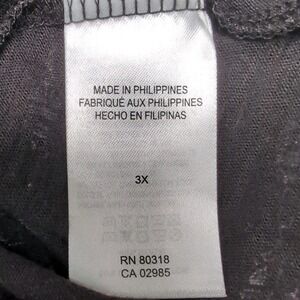 MADE IN PHILIPPINES
FABRIQUÉ AUX PHILIPPINES
HECHO EN FILIPINAS
3X
RN 80318
CA 02985